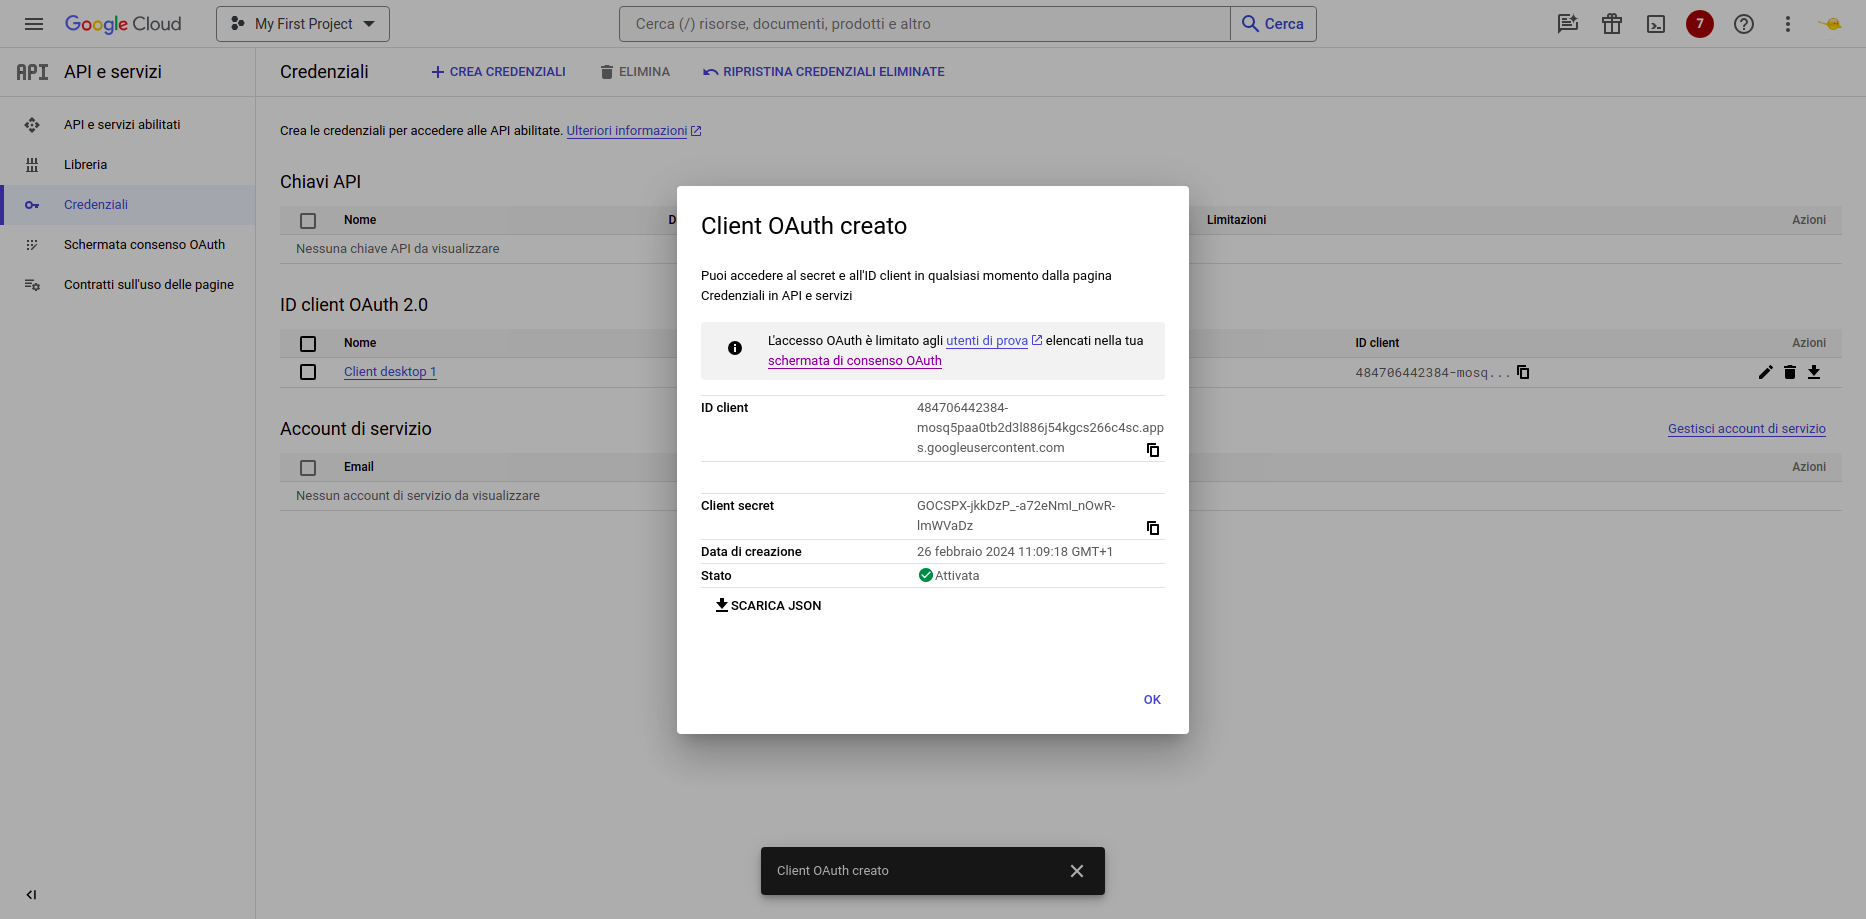 Google Cloud
My First Project
Cerca (/) risorse, documenti, prodotti e altro
Cerca
7
API
API e servizi
Credenziali
CREA CREDENZIALI
ELIMINA
RIPRISTINA CREDENZIALI ELIMINATE
API e servizi abilitati
Libreria
Credenziali
Schermata consenso OAuth
Contratti sull'uso delle pagine
Crea le credenziali per accedere alle API abilitate. Ulteriori informazioni
Chiavi API
Nome
D
Limitazioni
Azioni
Nessuna chiave API da visualizzare
ID client OAuth 2.0
Nome
ID client
Azioni
Client desktop 1
484706442384-mosq...
Account di servizio
Gestisci account di servizio
Email
Azioni
Nessun account di servizio da visualizzare
Client OAuth creato
Puoi accedere al secret e all'ID client in qualsiasi momento dalla pagina
Credenziali in API e servizi
L'accesso OAuth è limitato agli utenti di prova elencati nella tua
schermata di consenso OAuth
ID client
484706442384-
mosq5paa0tb2d3l886j54kgcs266c4sc.app
s.googleusercontent.com
Client secret
GOCSPX-jkkDzP_-a72eNmI_nOwR-
lmWVaDz
Data di creazione
26 febbraio 2024 11:09:18 GMT+1
Stato
Attivata
SCARICA JSON
OK
Client OAuth creato